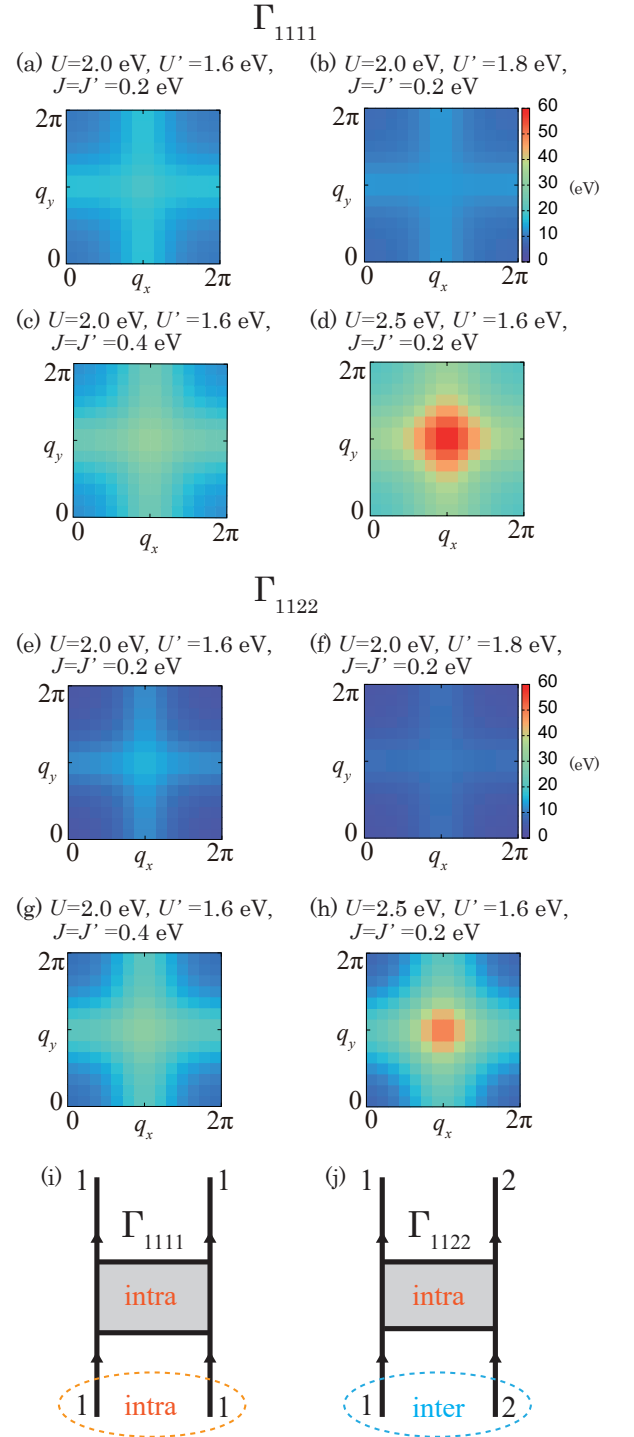 Γ1111
(a) U=2.0 eV, U’=1.6 eV,
J=J’=0.2 eV
(b) U=2.0 eV, U’=1.8 eV,
J=J’=0.2 eV
2π
qy
0
0
qx
2π
60
50
40
30
20
10
0
(eV)
0
qx
2π
(c) U=2.0 eV, U’=1.6 eV,
J=J’=0.4 eV
(d) U=2.5 eV, U’=1.6 eV,
J=J’=0.2 eV
2π
qy
0
0
qx
2π
2π
qy
0
0
qx
2π
Γ1122
(e) U=2.0 eV, U’=1.6 eV,
J=J’=0.2 eV
(f) U=2.0 eV, U’=1.8 eV,
J=J’=0.2 eV
2π
qy
0
0
qx
2π
2π
qy
0
0
qx
2π
60
50
40
30
20
10
0
(eV)
(g) U=2.0 eV, U’=1.6 eV,
J=J’=0.4 eV
(h) U=2.5 eV, U’=1.6 eV,
J=J’=0.2 eV
2π
qy
0
0
qx
2π
2π
qy
0
0
qx
2π
(i)
1 1
Γ1111
intra
1 intra 1
(j)
1 2
Γ1122
intra
1 inter 2